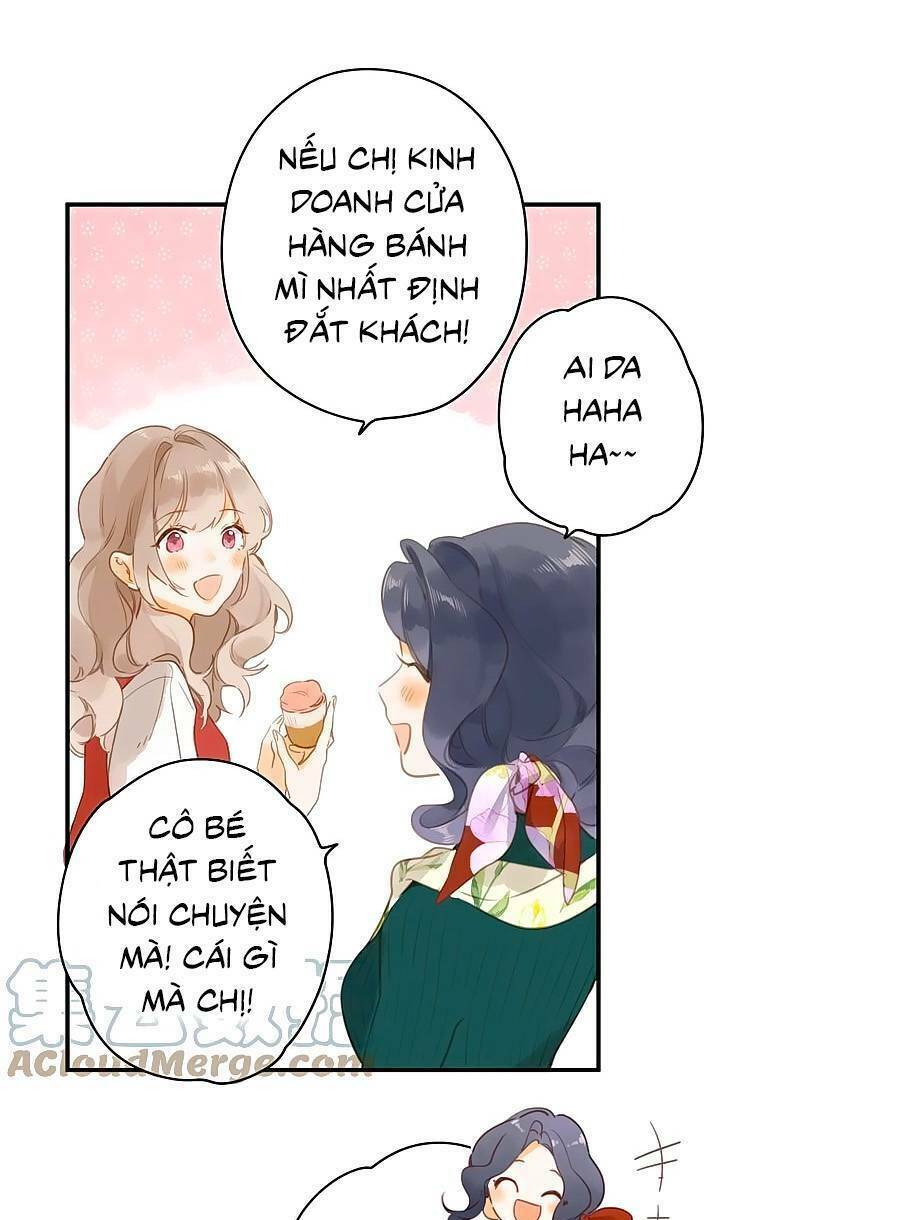 NẾU CHỊ KINH
DOANH CỬA
HÀNG BÁNH
MÌ NHẤT ĐỊNH
ĐẮT KHÁCH!
AI DA
HAHA
HA~~
CÔ BÉ
THẬT BIẾT
NÓI CHUYỆN
MÀ! CÁI GÌ
MÀ CHỊ!
ACloudMerge.com